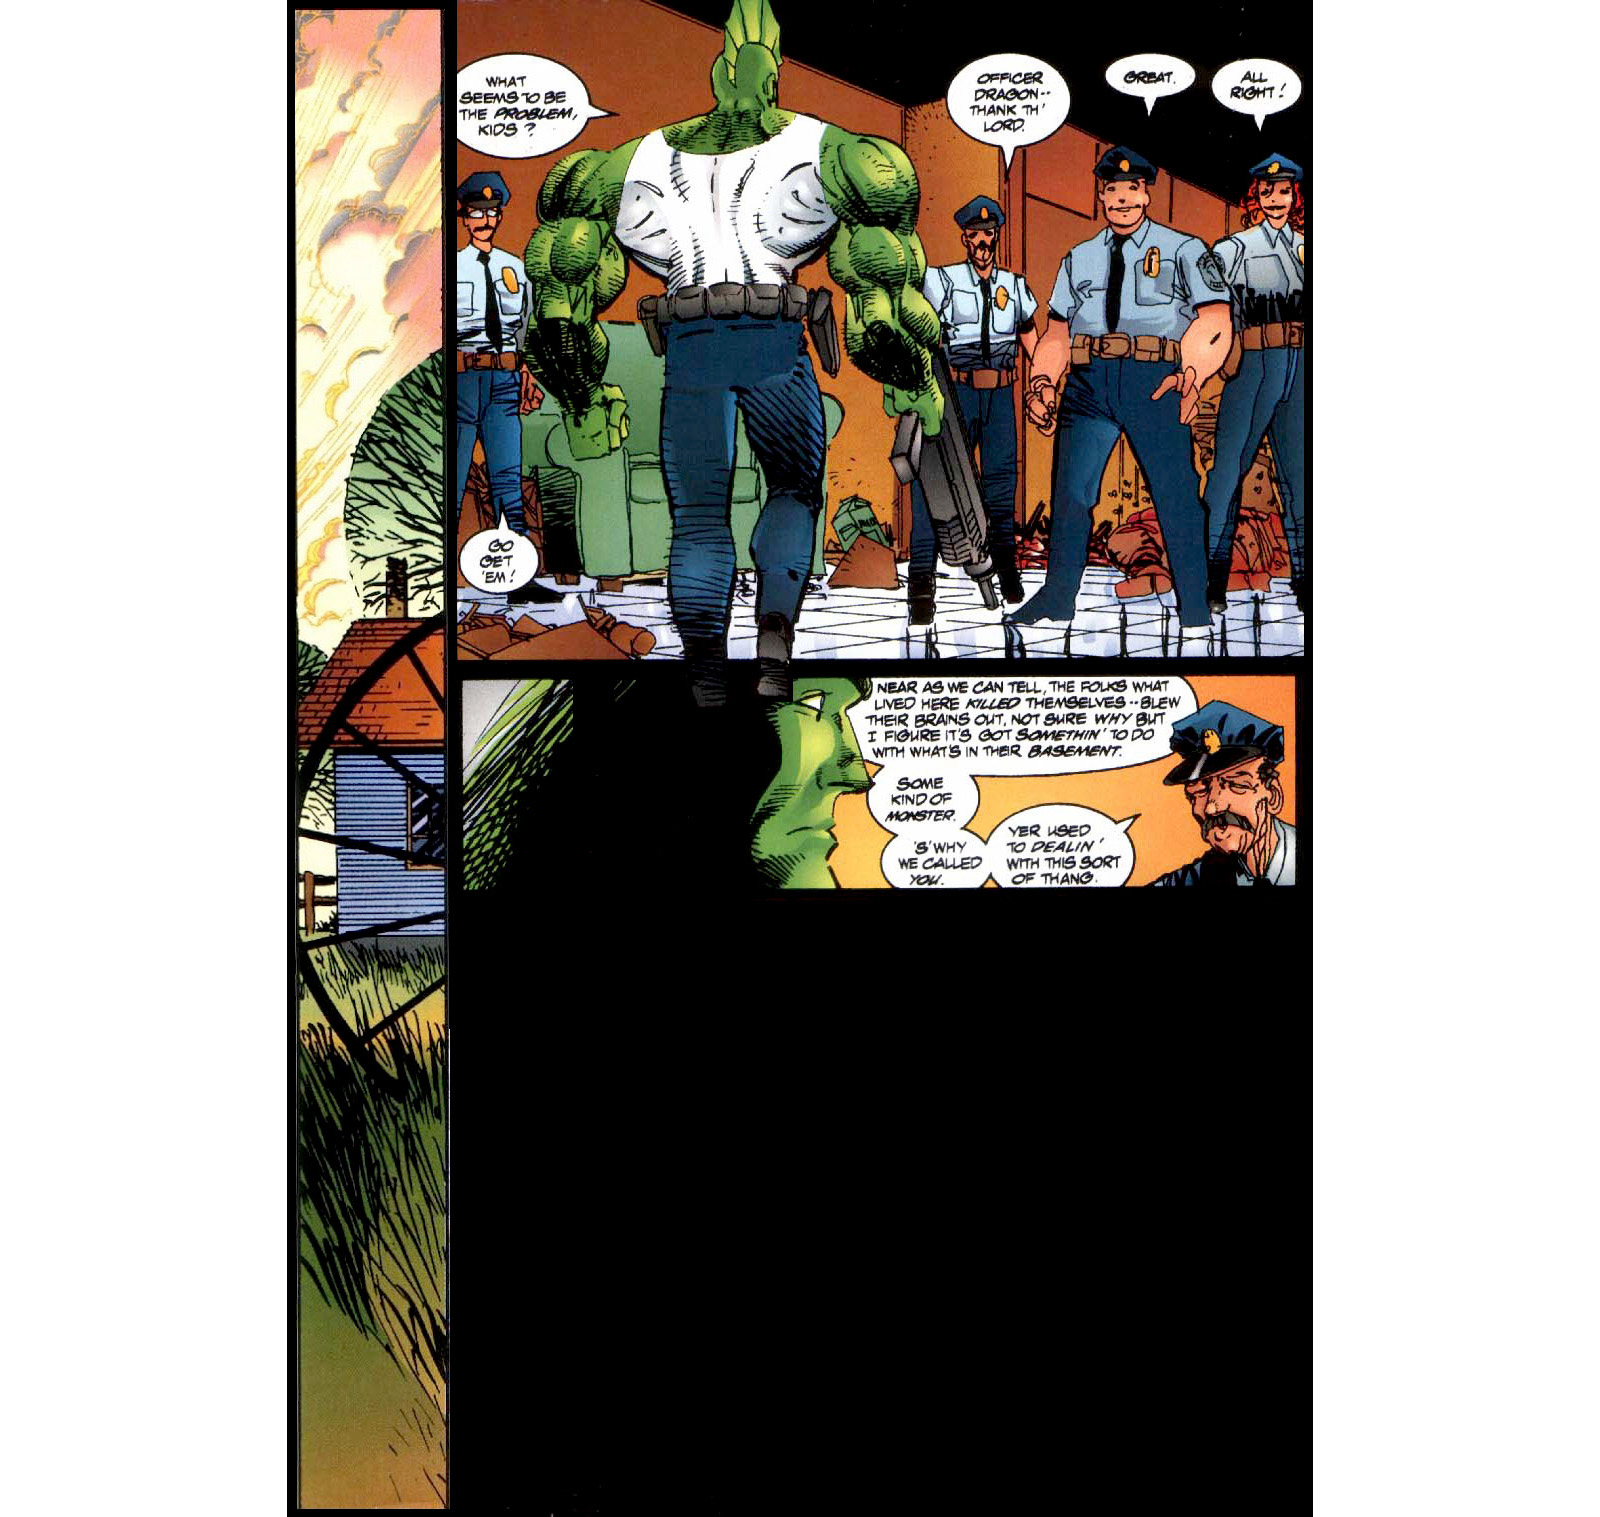 WHAT
SEEMS TO BE
THE PROBLEM,
KIDS?
OFFICER
DRAGON--
THANK TH'
LORD.
GREAT.
ALL
RIGHT!
GO
GET
'EM!
NEAR AS WE CAN TELL, THE FOLKS WHAT
LIVED HERE KILLED THEMSELVES--BLEW
THEIR BRAINS OUT, NOT SURE WHY BUT
I FIGURE IT'S GOT SOMETHIN' TO DO
WITH WHAT'S IN THEIR BASEMENT.
SOME
KIND OF
MONSTER.
'S' WHY
WE CALLED
YOU.
YER USED
TO DEALIN'
WITH THIS SORT
OF THANG.